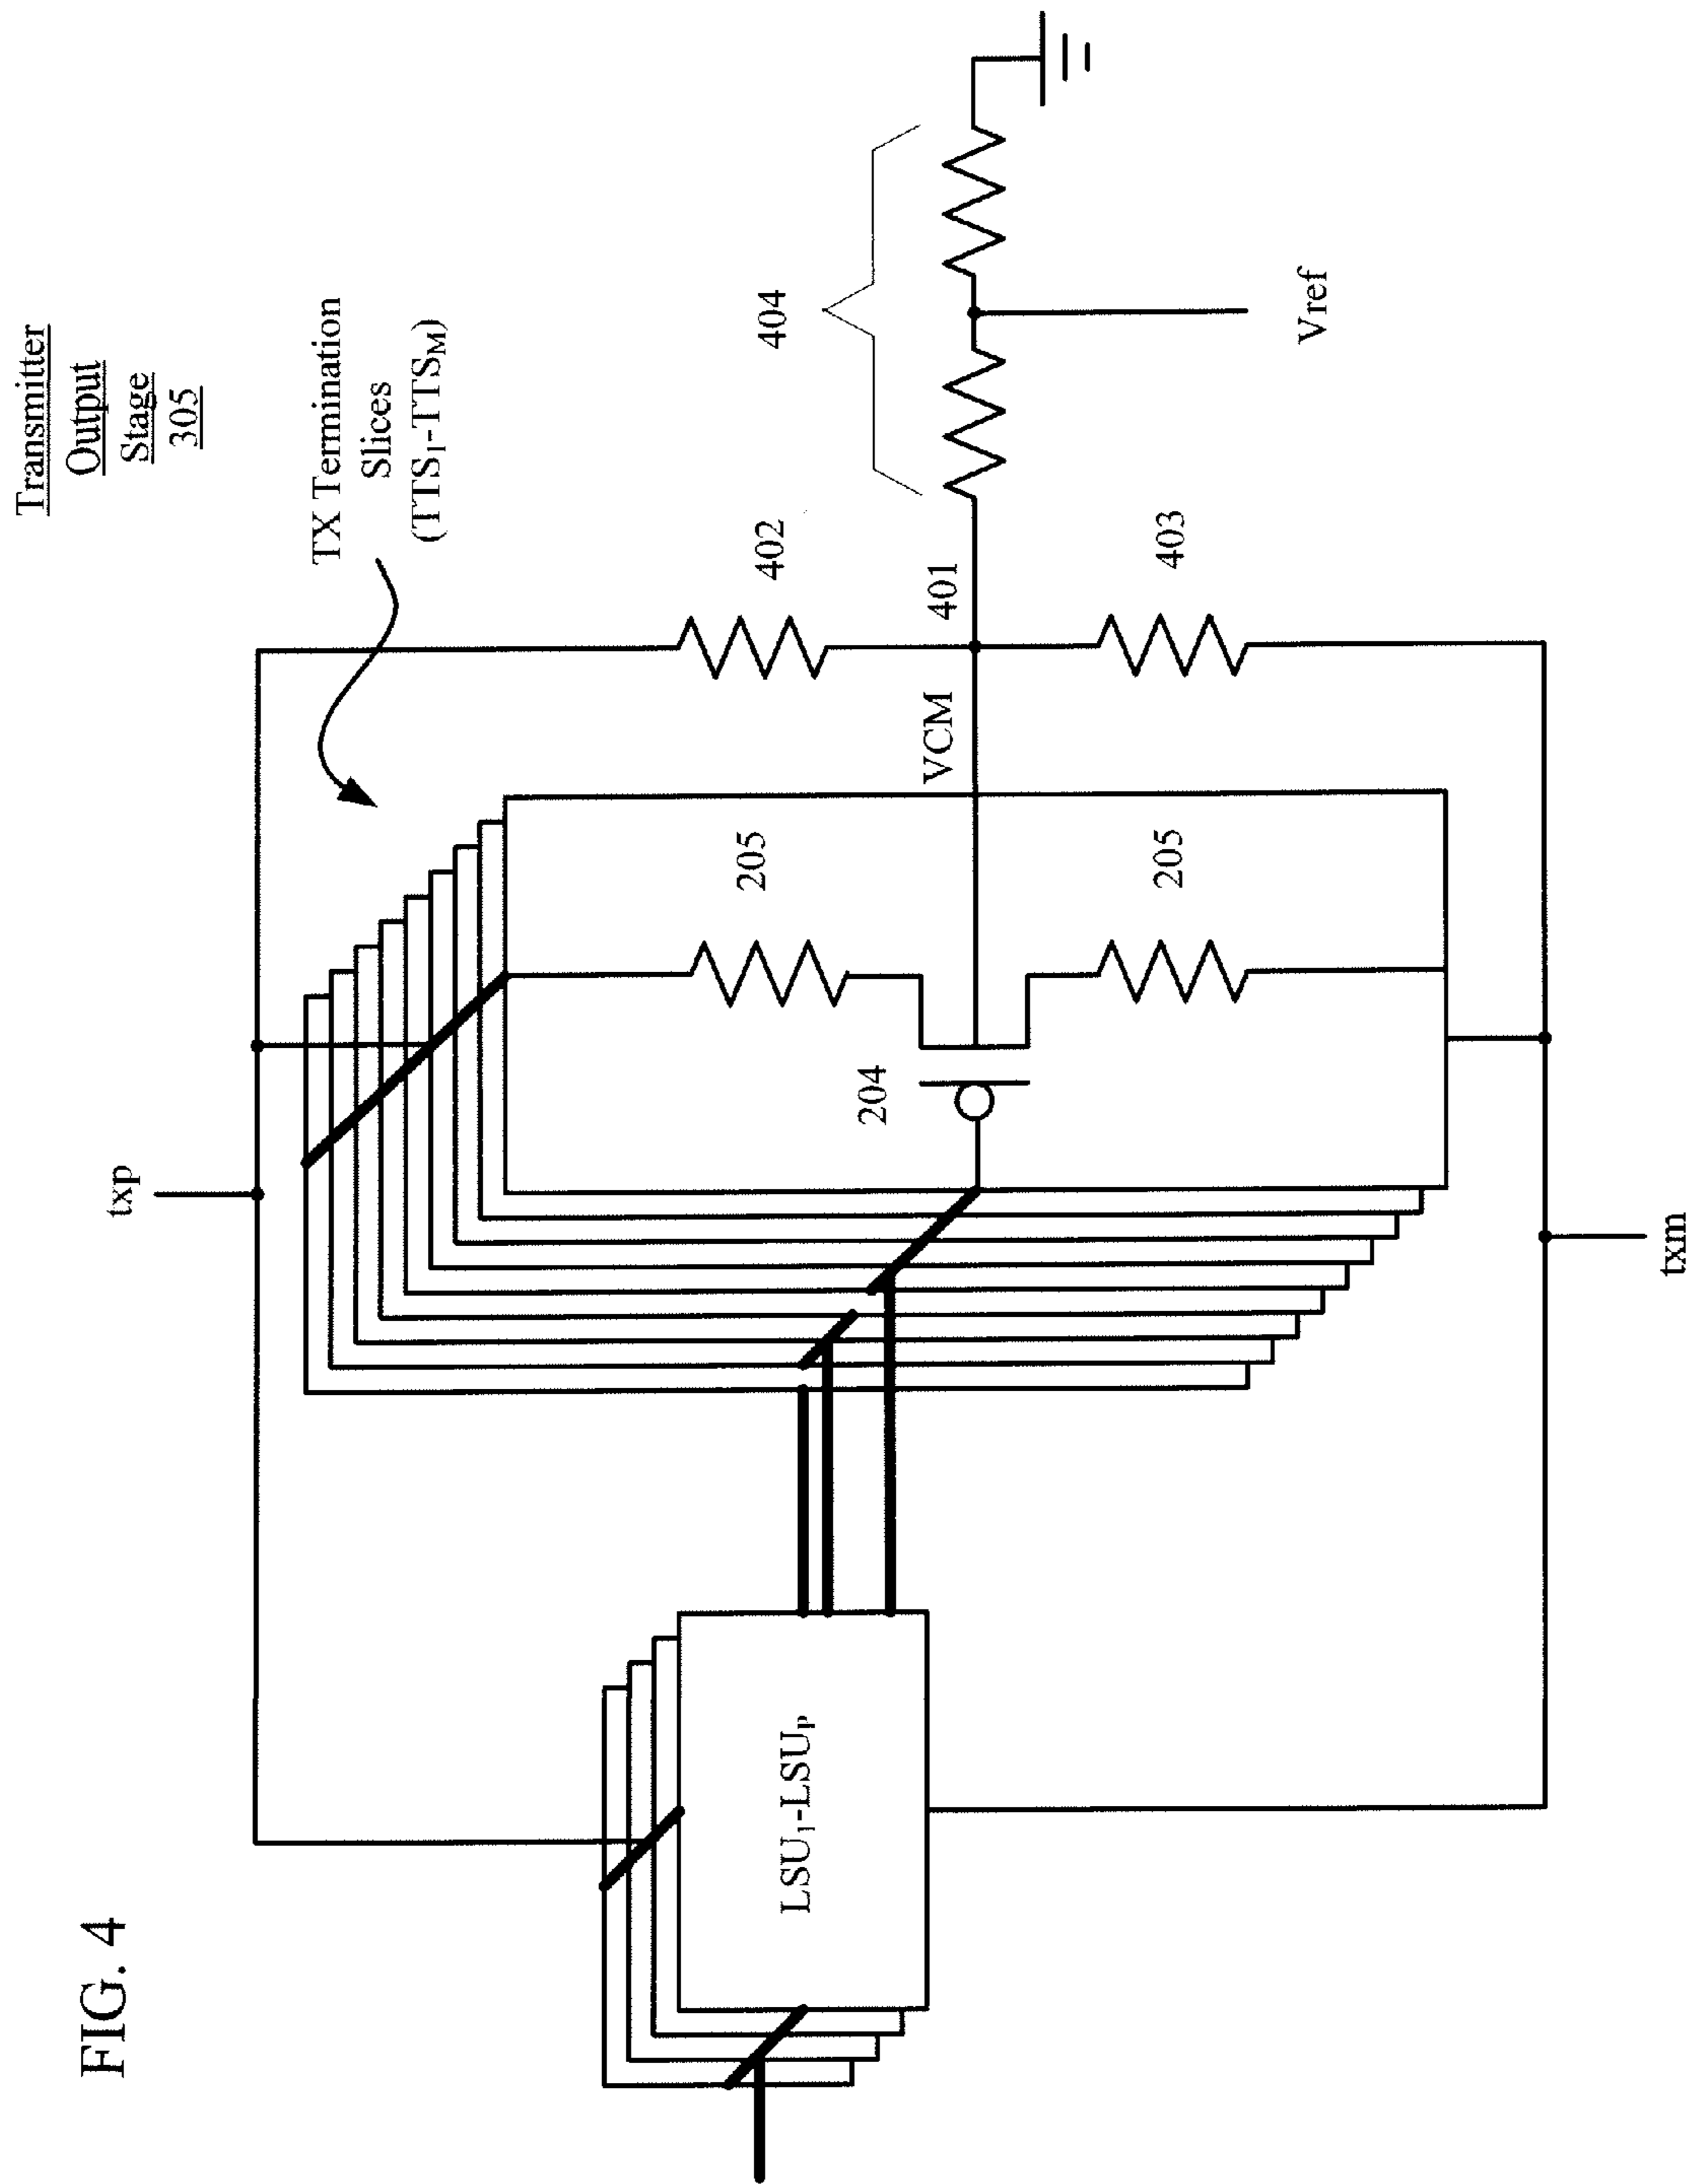 FIG. 4
Transmitter
Output
Stage
305
TX Termination
Slices
(TTS1-TTSM)
txp
402
404
205
VCM
401
204
LSU1-LSUP
205
403
Vref
txm